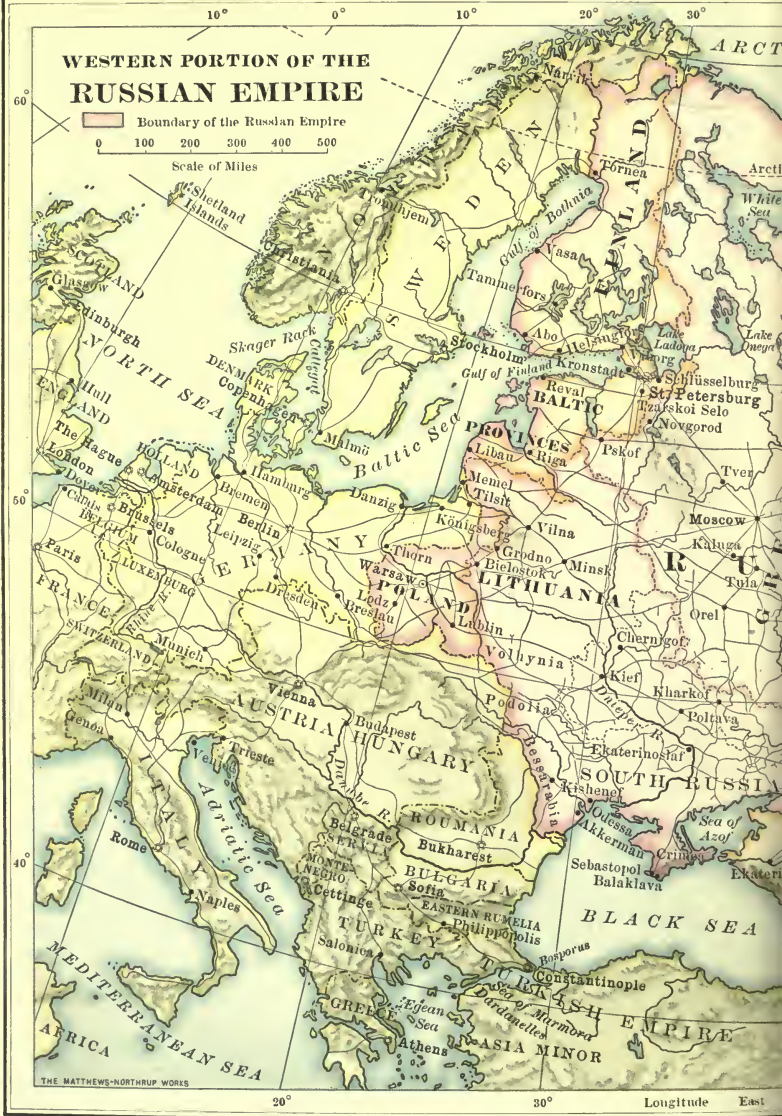 10° 0° 10° 20° 30°
WESTERN PORTION OF THE
RUSSIAN EMPIRE
Boundary of the Russian Empire
0 100 200 300 400 500
Scale of Miles
ARCT
60
50
40
Narvik
Tornea
Arcti
White
Sea
Shetland
Islands
Trondhjem
NORWAY
SWEDEN
FINLAND
Gulf of Bothnia
Vasa
Tammerfors
Abo
Helsingfors
Viborg
Lake
Ladoga
Lake
Onega
Christiania
SCOTLAND
Glasgow
Edinburgh
NORTH SEA
Skager Rack
Cattegat
Stockholm
Kronstadt
Gulf of Finland
Schlüsselburg
St. Petersburg
Tzarskoi Selo
Novgorod
Reval
BALTIC
PROVINCES
DENMARK
Copenhagen
Hull
ENGLAND
Malmö
Baltic Sea
Libau
Riga
Pskof
Tver
The Hague
London
Dover
HOLLAND
Amsterdam
Hamburg
Bremen
Danzig
Memel
Tilsit
Königsberg
Vilna
Moscow
Kaluga
Calais
BELGIUM
Brussels
Cologne
Berlin
Leipzig
GERMANY
Thorn
Grodno
Bielostok
Minsk
R U
Tula
Paris
LUXEMBURG
Warsaw
POLAND
LITHUANIA
Dresden
Lodz
Breslau
Lublin
Orel
FRANCE
Rhine R.
SWITZERLAND
Munich
Volhynia
Chernigof
Kief
Vienna
Kharkof
Poltava
Milan
Genoa
AUSTRIA HUNGARY
Budapest
Podolia
Dnieper R.
Ekaterinoslaf
Venice
Trieste
Danube R.
Bessarabia
SOUTH RUSSI
Kishenef
ITALY
Adriatic Sea
Belgrade
SERVIA
ROUMANIA
Bukharest
Odessa
Akkerman
Sea of
Azof
Crimea
Ekateri
Rome
MONTE-
NEGRO
Cettinge
BULGARIA
Sofia
Sebastopol
Balaklava
Naples
EASTERN RUMELIA
Philippopolis
BLACK SEA
TURKEY
Salonica
Bosporus
Constantinople
MEDITERRANEAN SEA
TURKISH EMPIRE
Sea of Marmora
Dardanelles
GREECE
Ægean
Sea
Athens
ASIA MINOR
AFRICA
THE MATTHEWS-NORTHRUP WORKS
20° 30° Longitude East